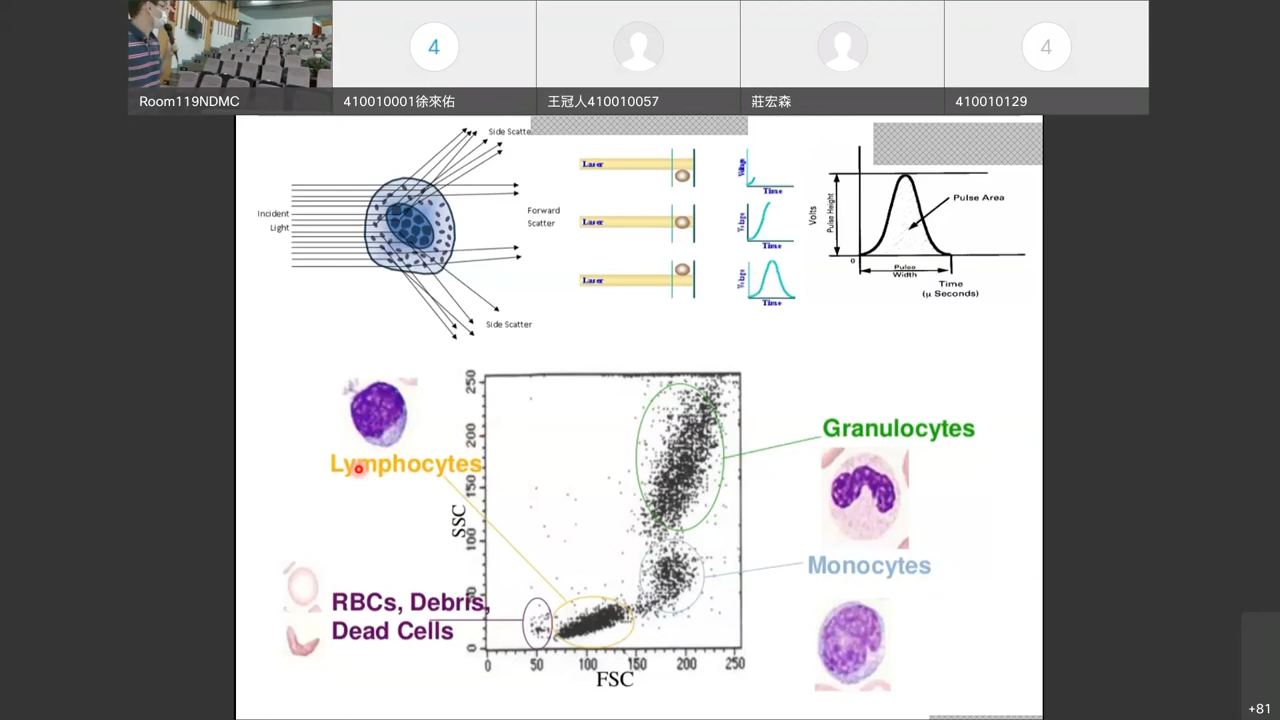 4
4
Room119NDMC
410010001徐來佑
王冠人410010057
莊宏森
410010129
Side Scatte
Incident
Light
Forward
Scatter
Side Scatter
Laser
Laser
Laser
Voltage
Time
Voltage
Time
Voltage
Time
Volts
Pulse Height
Pulse Area
0
Pulse
Width
Time
(μ Seconds)
Lymphocytes
Granulocytes
Monocytes
RBCs, Debris,
Dead Cells
SSC
250
200
150
100
50
0
0
50
100
150
200
250
FSC
+81